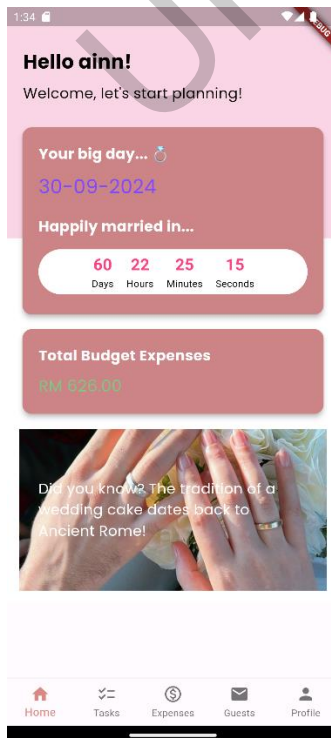 1:34
DEBUG
Hello ainn!
Welcome, let's start planning!
Your big day... 💍
30-09-2024
Happily married in...
60 22 25 15
Days Hours Minutes Seconds
Total Budget Expenses
RM 626.00
Did you know? The tradition of a
wedding cake dates back to
Ancient Rome!
Home Tasks Expenses Guests Profile